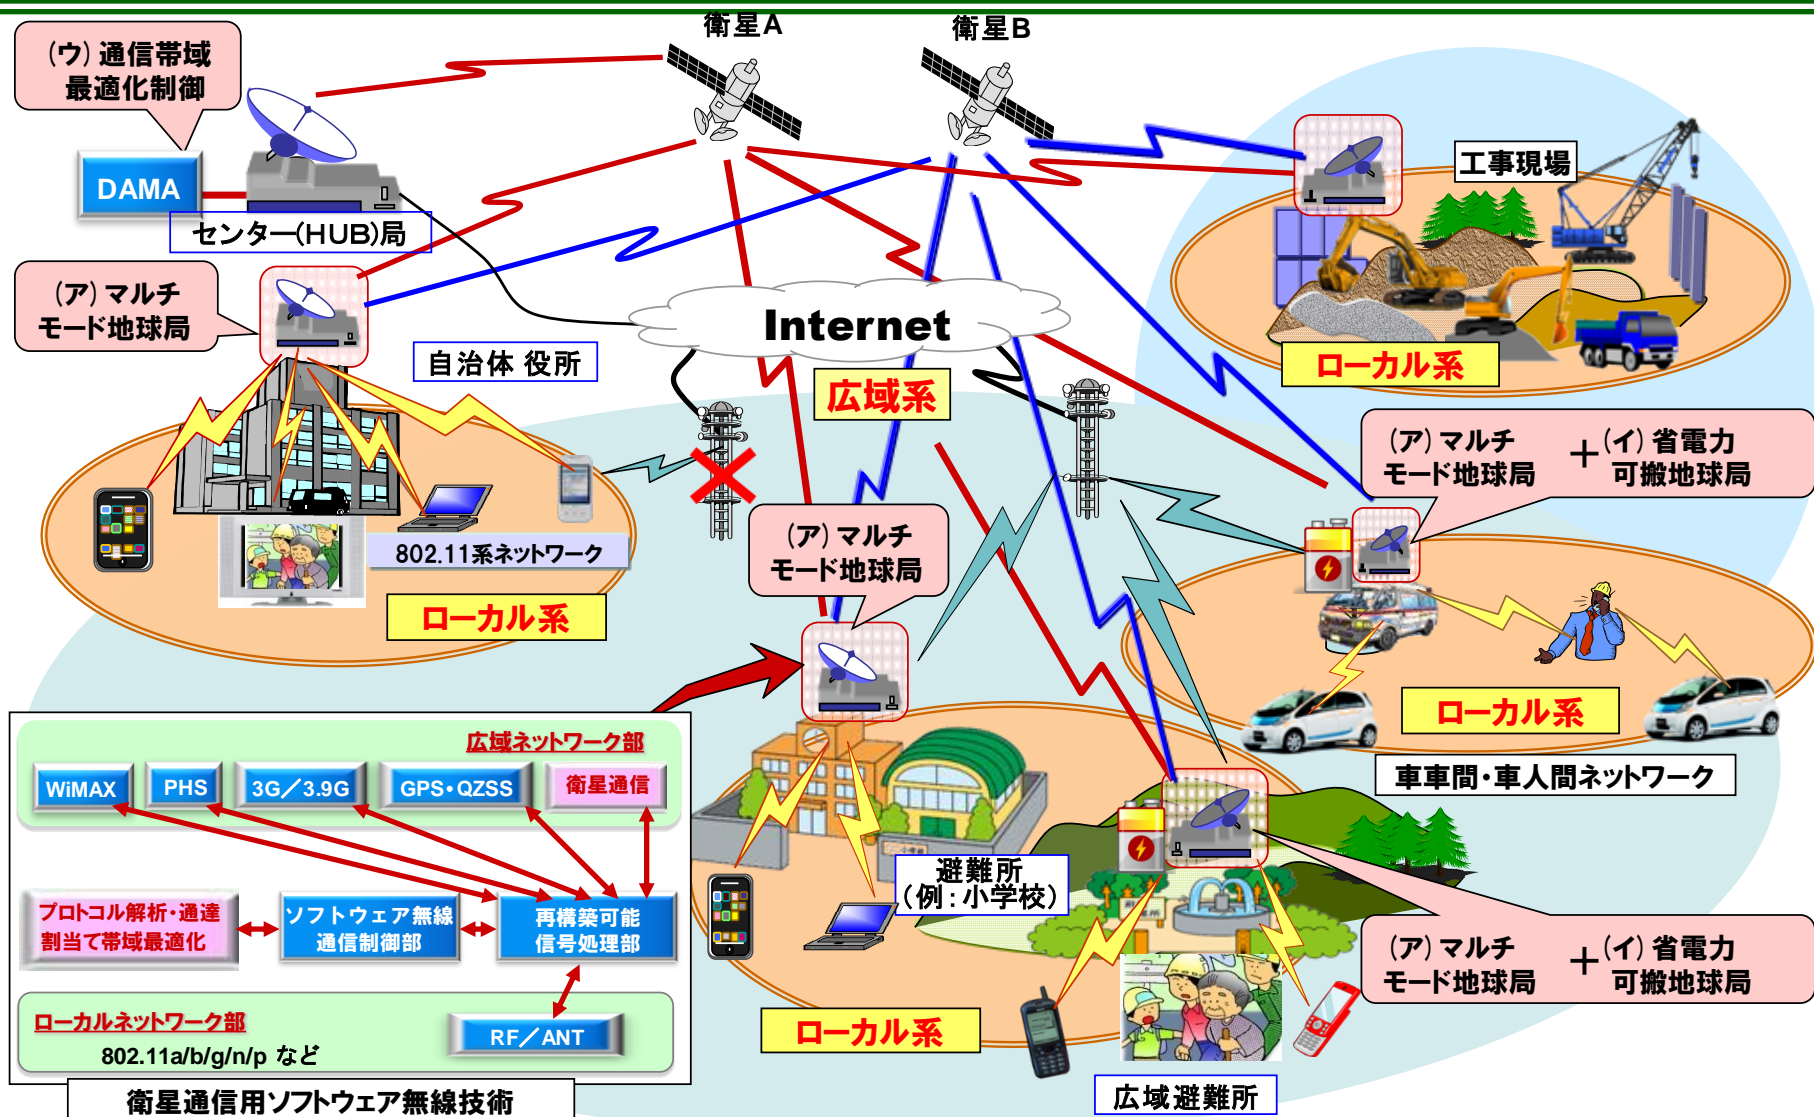 衛星A
衛星B
(ウ)通信帯域
最適化制御
DAMA
センター(HUB)局
(ア)マルチ
モード地球局
自治体 役所
Internet
広域系
工事現場
ローカル系
802.11系ネットワーク
ローカル系
(ア)マルチ
モード地球局
(ア)マルチ
モード地球局
+(イ)省電力
可搬地球局
ローカル系
車車間・車人間ネットワーク
広域ネットワーク部
WiMAX
PHS
3G/3.9G
GPS・QZSS
衛星通信
プロトコル解析・通達
割当て帯域最適化
ソフトウェア無線
通信制御部
再構築可能
信号処理部
ローカルネットワーク部
802.11a/b/g/n/p など
RF/ANT
衛星通信用ソフトウェア無線技術
避難所
(例:小学校)
ローカル系
(ア)マルチ
モード地球局
+(イ)省電力
可搬地球局
広域避難所